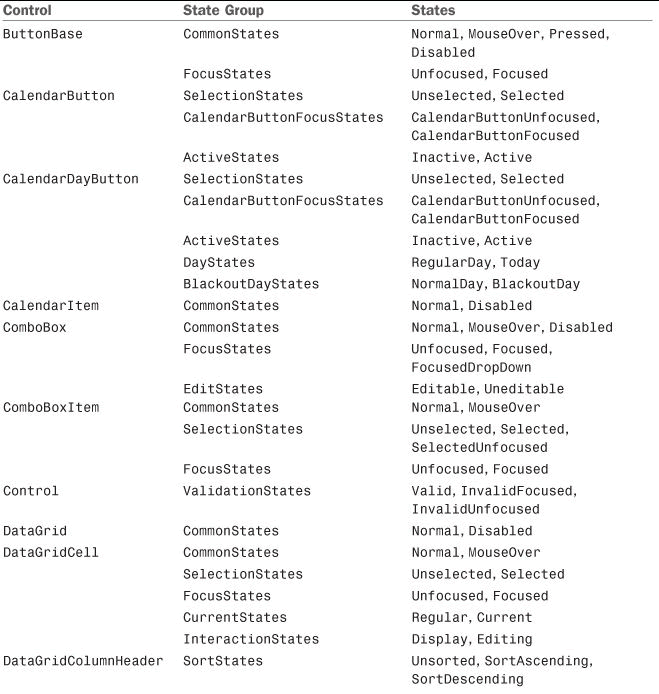 Control State Group States
ButtonBase CommonStates Normal, MouseOver, Pressed,
Disabled
FocusStates Unfocused, Focused
CalendarButton SelectionStates Unselected, Selected
CalendarButtonFocusStates CalendarButtonUnfocused,
CalendarButtonFocused
ActiveStates Inactive, Active
CalendarDayButton SelectionStates Unselected, Selected
CalendarButtonFocusStates CalendarButtonUnfocused,
CalendarButtonFocused
ActiveStates Inactive, Active
DayStates RegularDay, Today
BlackoutDayStates NormalDay, BlackoutDay
CalendarItem CommonStates Normal, Disabled
ComboBox CommonStates Normal, MouseOver, Disabled
FocusStates Unfocused, Focused,
FocusedDropDown
EditStates Editable, Uneditable
ComboBoxItem CommonStates Normal, MouseOver
SelectionStates Unselected, Selected,
SelectedUnfocused
FocusStates Unfocused, Focused
Control ValidationStates Valid, InvalidFocused,
InvalidUnfocused
DataGrid CommonStates Normal, Disabled
DataGridCell CommonStates Normal, MouseOver
SelectionStates Unselected, Selected
FocusStates Unfocused, Focused
CurrentStates Regular, Current
InteractionStates Display, Editing
DataGridColumnHeader SortStates Unsorted, SortAscending,
SortDescending